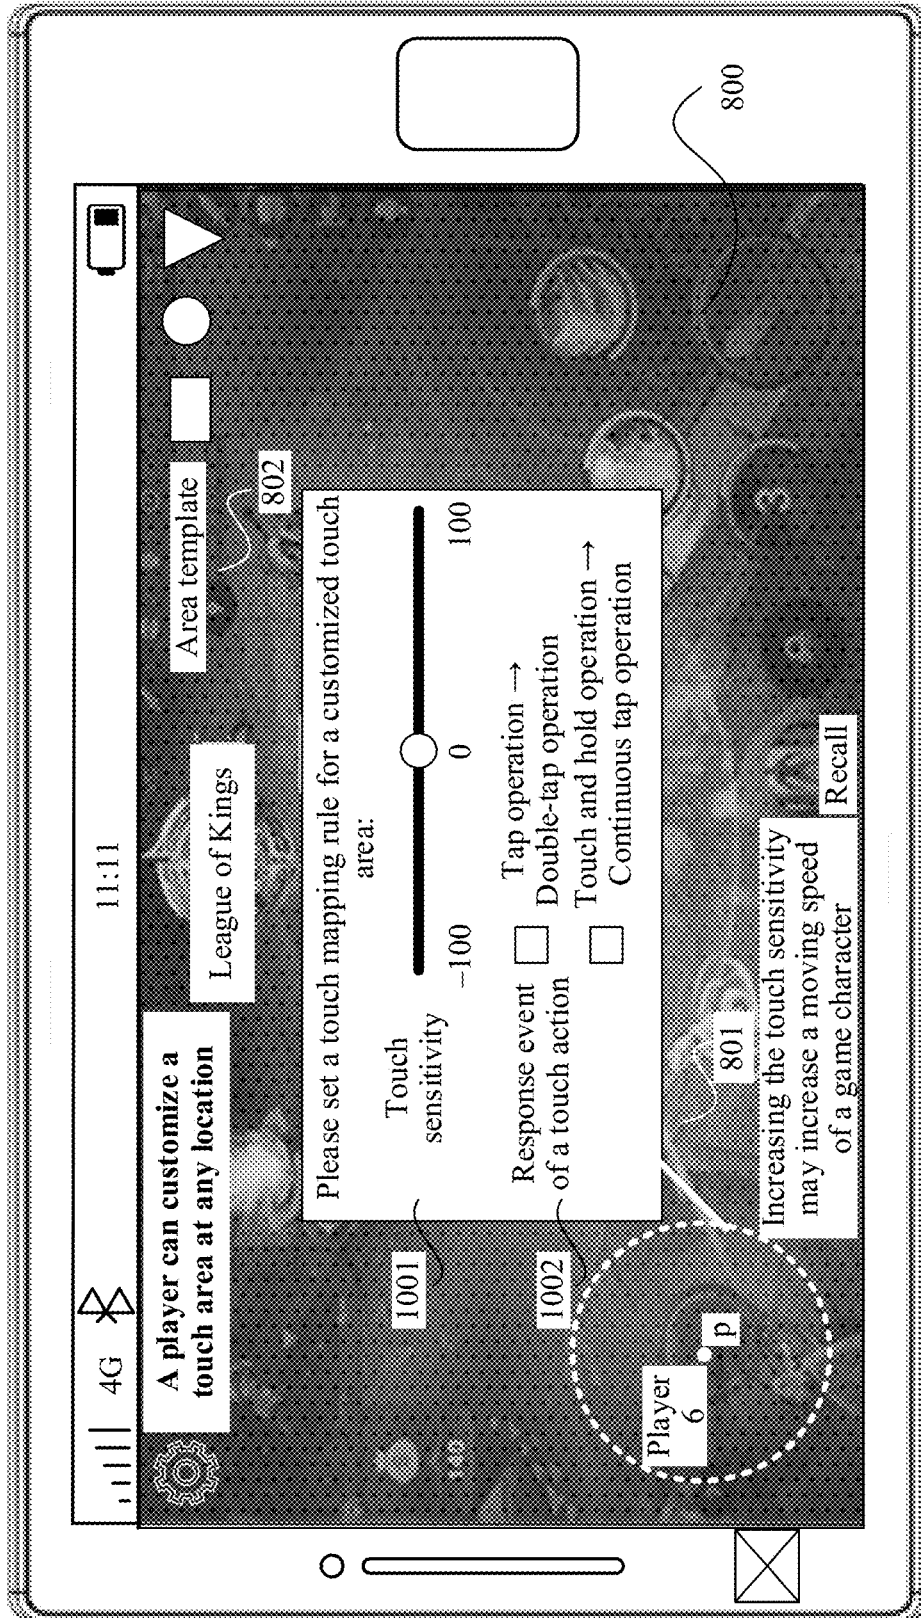 4G
11:11
A player can customize a
touch area at any location
League of Kings
Area template
802
Please set a touch mapping rule for a customized touch
area:
1001
Touch
sensitivity
–100
0
100
1002
Response event
of a touch action
Tap operation →
Double-tap operation
Touch and hold operation →
Continuous tap operation
801
Player
6
p
Increasing the touch sensitivity
may increase a moving speed
of a game character
Recall
3
800